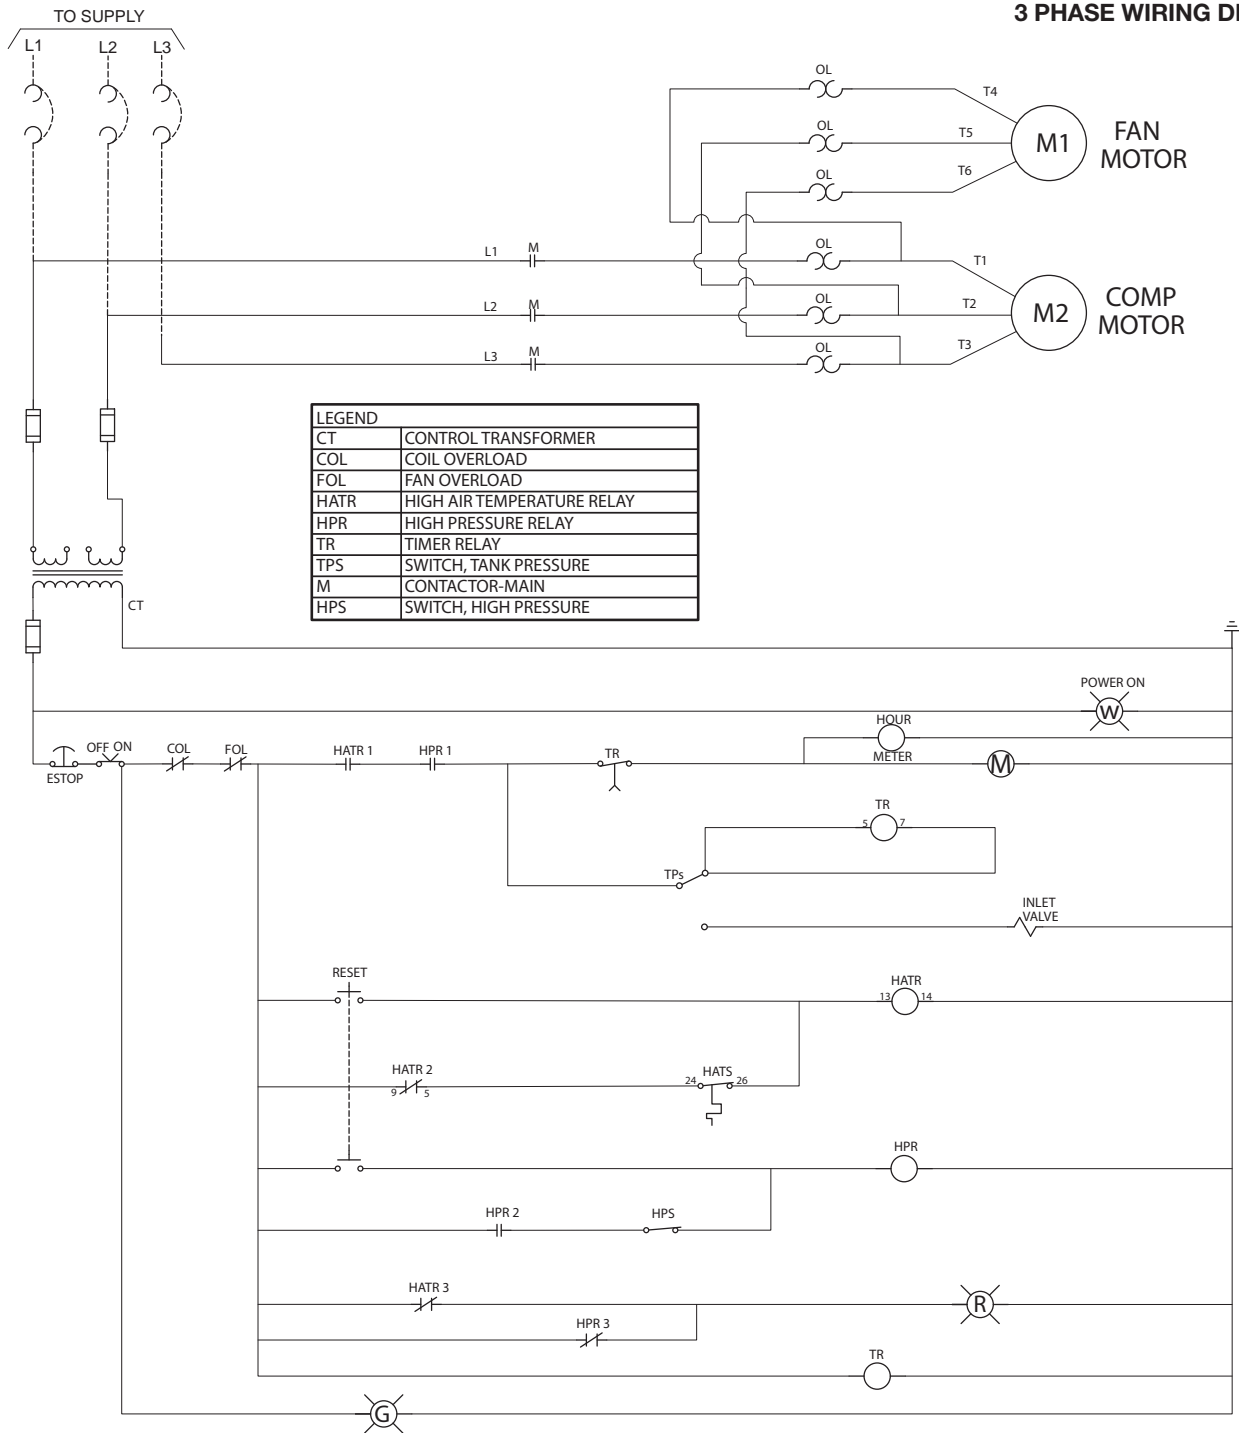 3 PHASE WIRING
TO SUPPLY
L1 L2 L3
OL
T4
OL
T5
M1
FAN
MOTOR
OL
T6
L1 M
OL
T1
L2 M
OL
T2
M2
COMP
MOTOR
L3 M
OL
T3
LEGEND
CT CONTROL TRANSFORMER
COL COIL OVERLOAD
FOL FAN OVERLOAD
HATR HIGH AIR TEMPERATURE RELAY
HPR HIGH PRESSURE RELAY
TR TIMER RELAY
TPS SWITCH, TANK PRESSURE
M CONTACTOR-MAIN
HPS SWITCH, HIGH PRESSURE
CT
POWER ON
W
HOUR
METER
OFF ON
ESTOP
COL
FOL
HATR 1
HPR 1
TR
M
TR
5 7
TPs
INLET
VALVE
RESET
HATR
13 14
HATR 2
9 5
HATS
24 26
HPR
HPR 2
HPS
HATR 3
R
HPR 3
TR
G